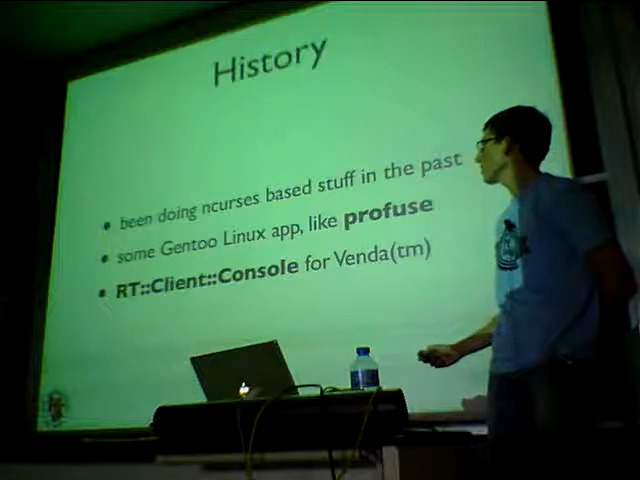 History
• been doing ncurses based stuff in the past
• some Gentoo Linux app, like profuse
• RT::Client::Console for Venda(tm)